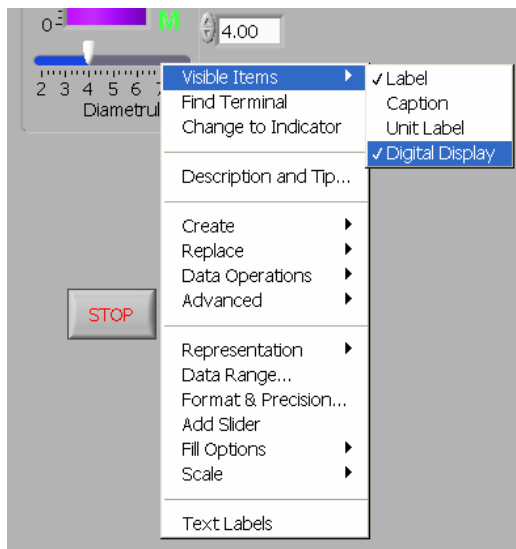 0
M
4.00
2 3 4 5 6
Diametrul
Visible Items
Find Terminal
Change to Indicator
Description and Tip...
Create
Replace
Data Operations
Advanced
Representation
Data Range...
Format & Precision...
Add Slider
Fill Options
Scale
Text Labels
✓ Label
Caption
Unit Label
✓ Digital Display
STOP